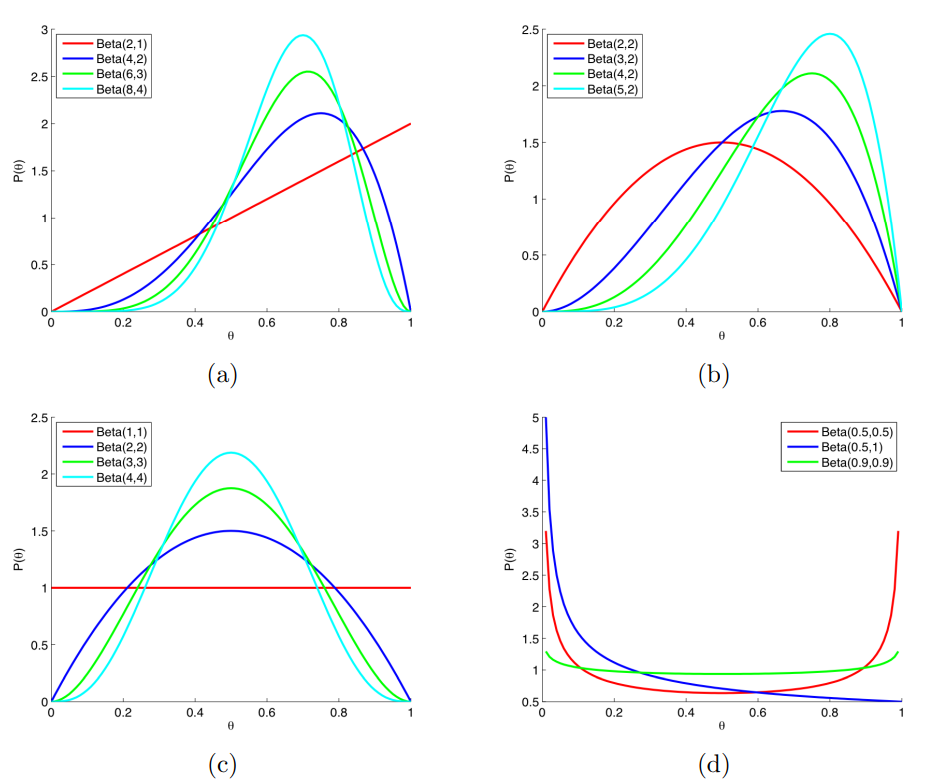 3
2.5
2
1.5
1
0.5
0
P(θ)
Beta(2,1)
Beta(4,2)
Beta(6,3)
Beta(8,4)
0
0.2
0.4
0.6
0.8
1
θ
(a)
2.5
2
1.5
1
0.5
0
P(θ)
Beta(2,2)
Beta(3,2)
Beta(4,2)
Beta(5,2)
0
0.2
0.4
0.6
0.8
1
θ
(b)
2.5
2
1.5
1
0.5
0
P(θ)
Beta(1,1)
Beta(2,2)
Beta(3,3)
Beta(4,4)
0
0.2
0.4
0.6
0.8
1
θ
(c)
5
4.5
4
3.5
3
2.5
2
1.5
1
0.5
P(θ)
Beta(0.5,0.5)
Beta(0.5,1)
Beta(0.9,0.9)
0
0.2
0.4
0.6
0.8
1
θ
(d)